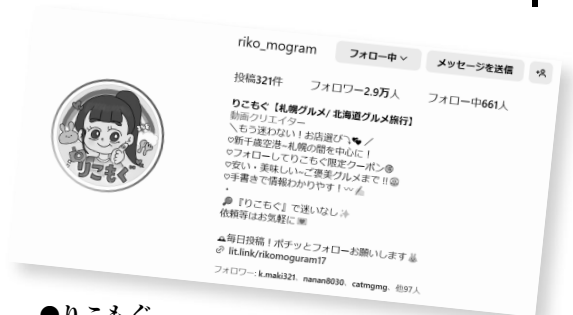 riko_mogram
フォロー中
メッセージを送信
投稿321件 フォロワー2.9万人 フォロー中661人
りこもぐ【札幌グルメ/ 北海道グルメ旅行】
動画クリエイター
＼もう迷わない！お店選び⤵／
♡新千歳空港~札幌の間を中心に！
♡フォローしてりこもぐ限定クーポン
♡安い・美味しい~ご褒美グルメまで!!
♡手書きで情報わかりやす！
・
🔎『りこもぐ』で迷いなし
依頼等はお気軽に
毎日投稿！ポチッとフォローお願いします
lit.link/rikomoguram17
フォロワー: k.maki321、nanan8030、catmgmg、他97人
りこもぐ
●りこもぐ